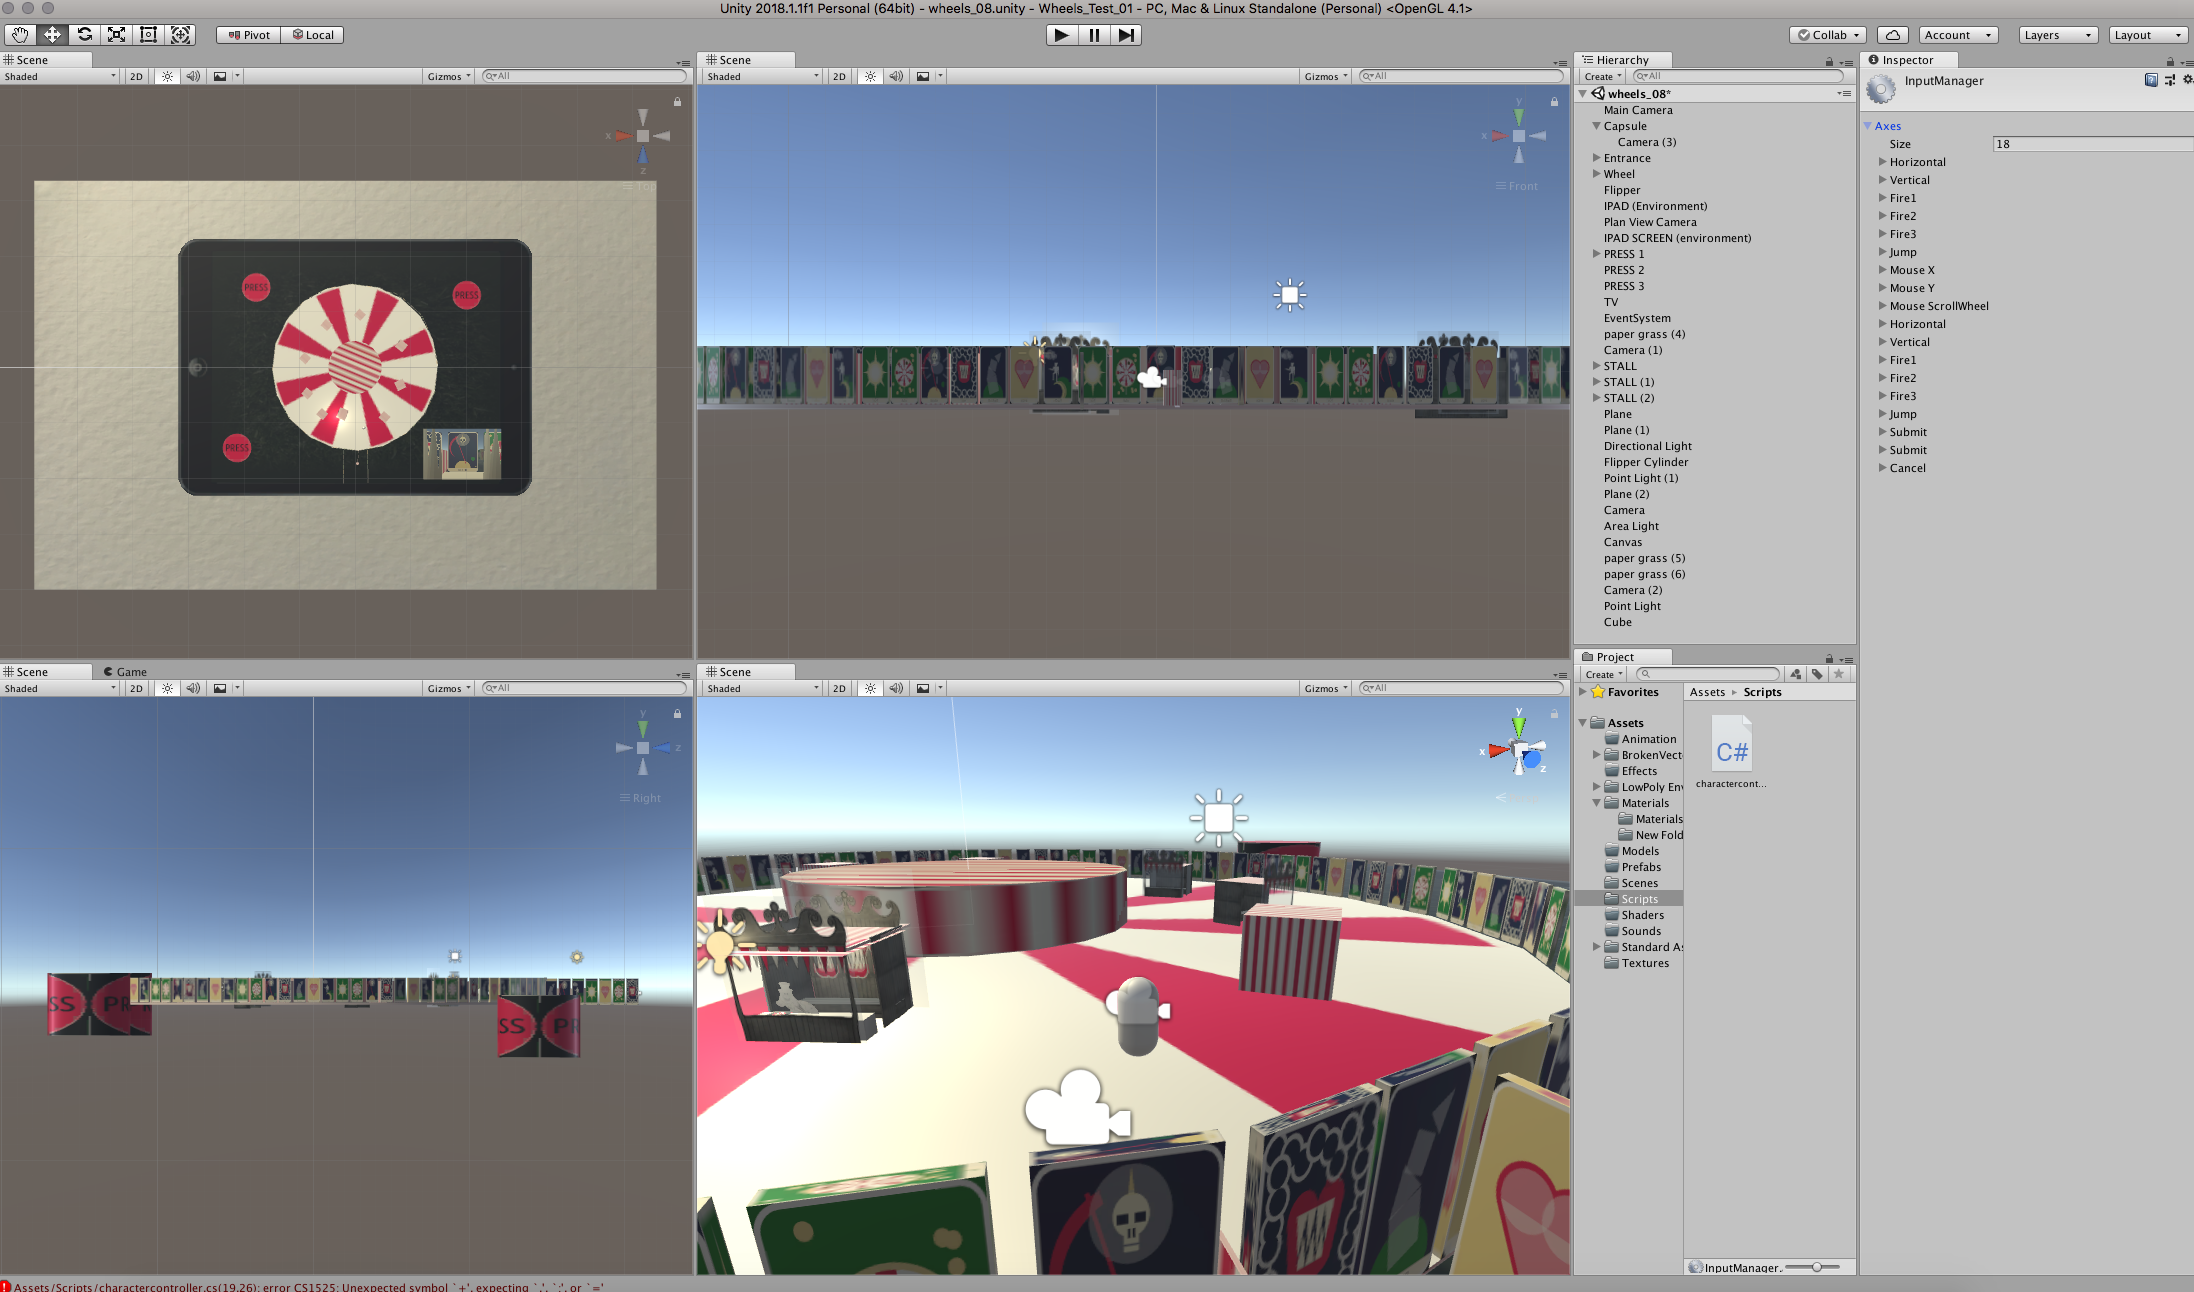 Unity 2018.1.1f1 Personal (64bit) - wheels_08.unity - Wheels_Test_01 - PC, Mac & Linux Standalone (Personal) <OpenGL 4.1>
Pivot Local
Collab Account Layers Layout
Scene
Shaded 2D Gizmos All
Top
PRESS PRESS
PRESS
Scene
Shaded 2D Gizmos All
x y
Front
Scene Game
Shaded 2D Gizmos All
y z
Right
SS PR
SS PR
Scene
Shaded 2D Gizmos All
y x z
Hierarchy
Create All
wheels_08*
Main Camera
Capsule
Camera (3)
Entrance
Wheel
Flipper
IPAD (Environment)
Plan View Camera
IPAD SCREEN (environment)
PRESS 1
PRESS 2
PRESS 3
TV
EventSystem
paper grass (4)
Camera (1)
STALL
STALL (1)
STALL (2)
Plane
Plane (1)
Directional Light
Flipper Cylinder
Point Light (1)
Plane (2)
Camera
Area Light
Canvas
paper grass (5)
paper grass (6)
Camera (2)
Point Light
Cube
Project
Create
Favorites
Assets
Animation
BrokenVect
Effects
LowPoly Env
Materials
Materials
New Fold
Models
Prefabs
Scenes
Scripts
Shaders
Sounds
Standard As
Textures
Assets ▸ Scripts
C#
charactercont...
InputManager.
Inspector
InputManager
Axes
Size 18
Horizontal
Vertical
Fire1
Fire2
Fire3
Jump
Mouse X
Mouse Y
Mouse ScrollWheel
Horizontal
Vertical
Fire1
Fire2
Fire3
Jump
Submit
Submit
Cancel
Assets/Scripts/charactercontroller.cs(19,26): error CS1525: Unexpected symbol `+', expecting `,', `;', or `='